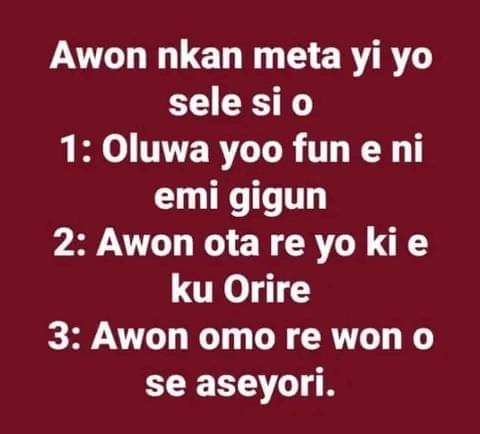 Awon nkan meta yi yo
sele si o
1: Oluwa yoo fun e ni
emi gigun
2: Awon ota re yo ki e
ku Orire
3: Awon omo re won o
se aseyori.